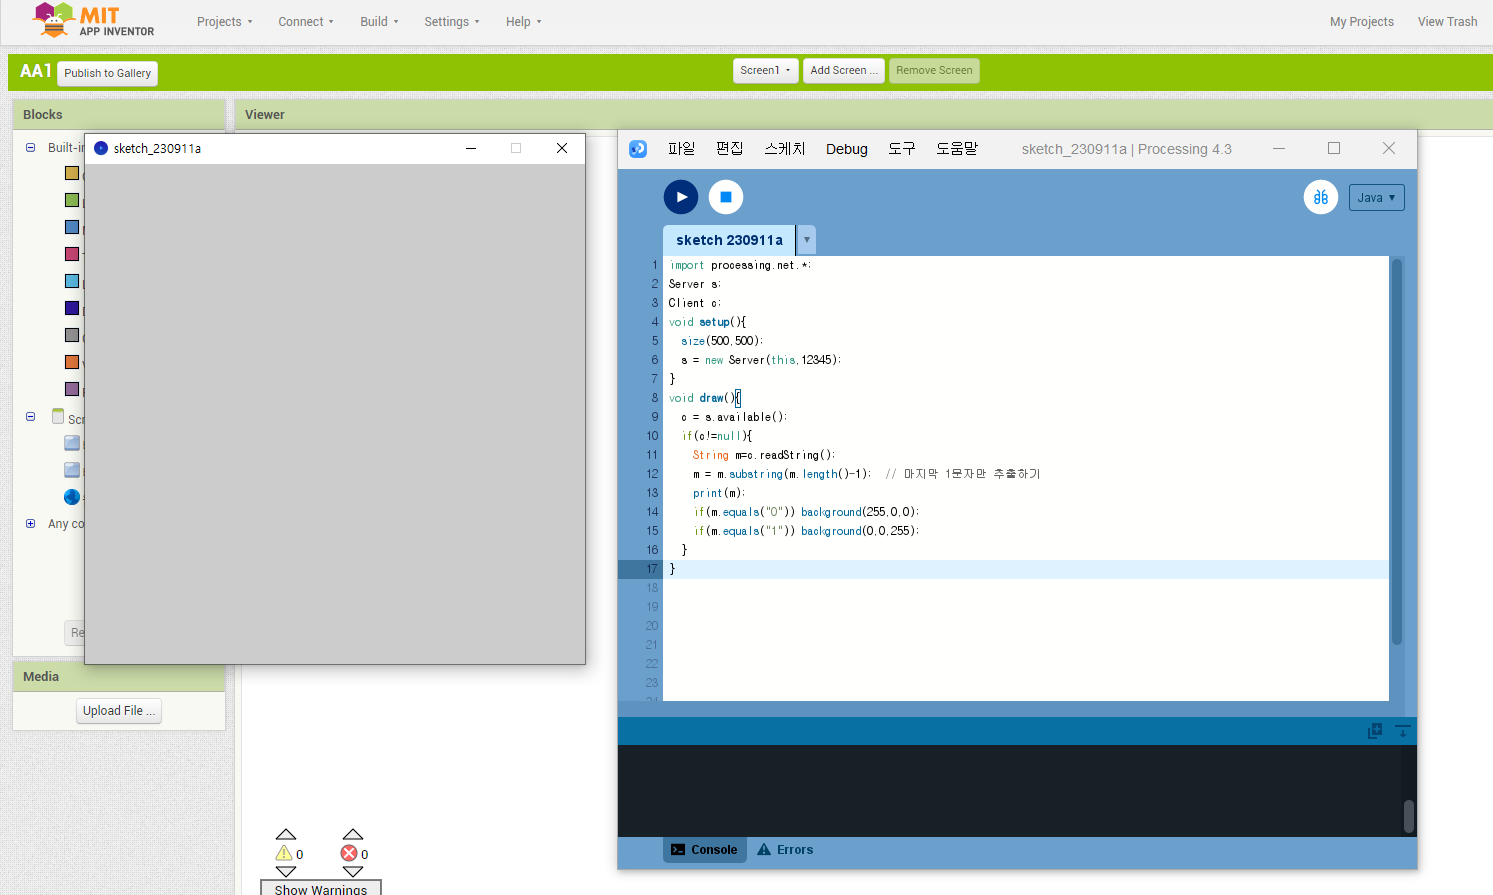 MIT
APP INVENTOR
Projects
Connect
Build
Settings
Help
My Projects
View Trash
AA1
Publish to Gallery
Screen1
Add Screen ...
Remove Screen
Blocks
Viewer
sketch_230911a
Any co
Re
Media
Upload File ...
0
0
Show Warnings
파일 편집 스케치 Debug 도구 도움말
sketch_230911a | Processing 4.3
Java
sketch 230911a
1 import processing.net.*;
2 Server s;
3 Client c;
4 void setup(){
5 size(500,500);
6 s = new Server(this,12345);
7 }
8 void draw(){
9 c = s.available();
10 if(c!=null){
11 String m=c.readString();
12 m = m.substring(m.length()-1); // 마지막 1문자만 추출하기
13 print(m);
14 if(m.equals("0")) background(255,0,0);
15 if(m.equals("1")) background(0,0,255);
16 }
17 }
18
19
20
21
22
23
Console
Errors